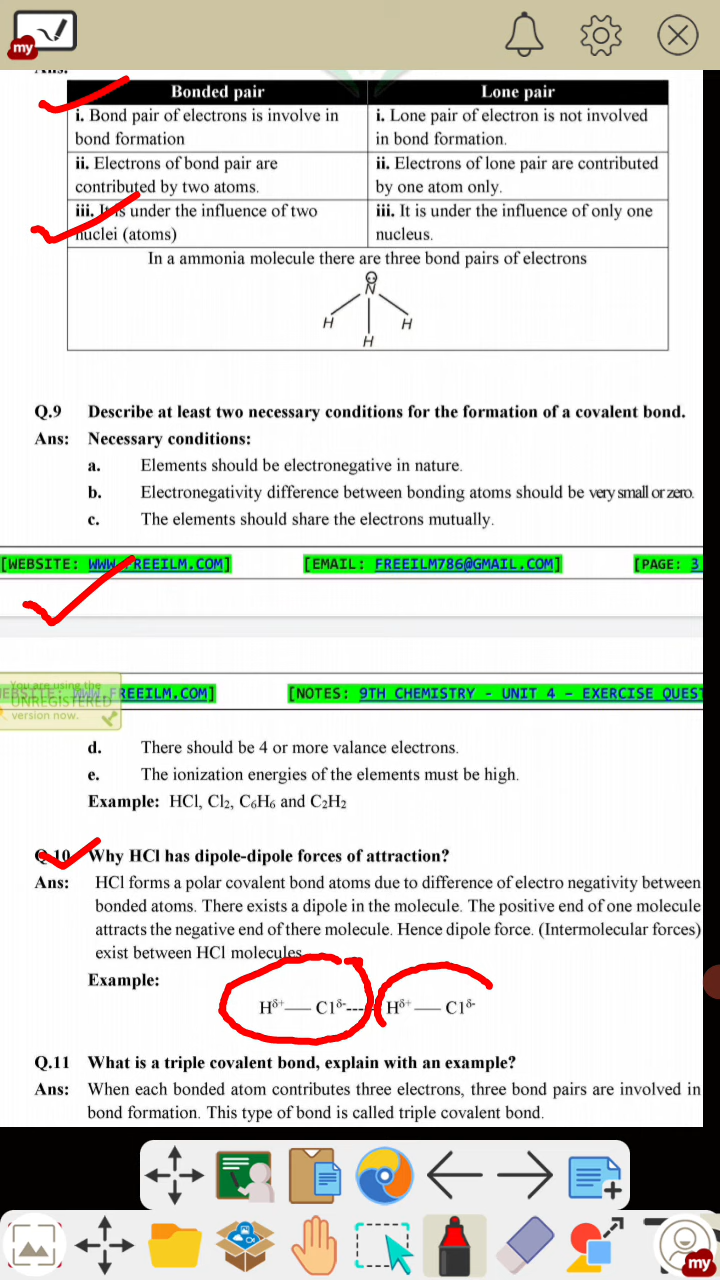 my
Ans:
Bonded pair Lone pair
i. Bond pair of electrons is involve in bond formation
i. Lone pair of electron is not involved in bond formation.
ii. Electrons of bond pair are contributed by two atoms.
ii. Electrons of lone pair are contributed by one atom only.
iii. It is under the influence of two nuclei (atoms)
iii. It is under the influence of only one nucleus.
In a ammonia molecule there are three bond pairs of electrons
N
H H
H
Q.9 Describe at least two necessary conditions for the formation of a covalent bond.
Ans: Necessary conditions:
a. Elements should be electronegative in nature.
b. Electronegativity difference between bonding atoms should be very small or zero.
c. The elements should share the electrons mutually.
[WEBSITE: WWW.FREEILM.COM] [EMAIL: FREEILM786@GMAIL.COM] [PAGE: 3
You are using the
UNREGISTERED
version now.
EBSITE: WWW.FREEILM.COM] [NOTES: 9TH CHEMISTRY - UNIT 4 - EXERCISE QUES
d. There should be 4 or more valance electrons.
e. The ionization energies of the elements must be high.
Example: HCl, Cl₂, C₆H₆ and C₂H₂
Q.10 Why HCl has dipole-dipole forces of attraction?
Ans: HCl forms a polar covalent bond atoms due to difference of electro negativity between
bonded atoms. There exists a dipole in the molecule. The positive end of one molecule
attracts the negative end of there molecule. Hence dipole force. (Intermolecular forces)
exist between HCl molecules
Example:
Hᵟ⁺—— Clᵟ⁻---- Hᵟ⁺ —— Clᵟ⁻
Q.11 What is a triple covalent bond, explain with an example?
Ans: When each bonded atom contributes three electrons, three bond pairs are involved in
bond formation. This type of bond is called triple covalent bond.
my